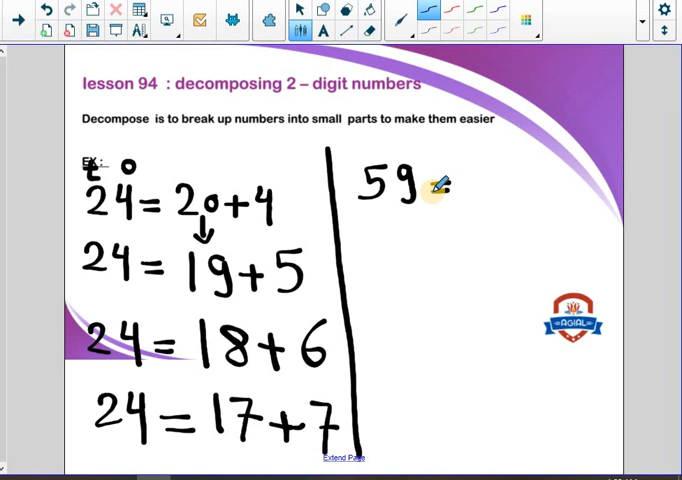 lesson 94 : decomposing 2 – digit numbers
Decompose is to break up numbers into small parts to make them easier
EX :
t o
24 = 20 + 4
24 = 19 + 5
24 = 18 + 6
24 = 17 + 7
59 =
AGIAL
Extend Page